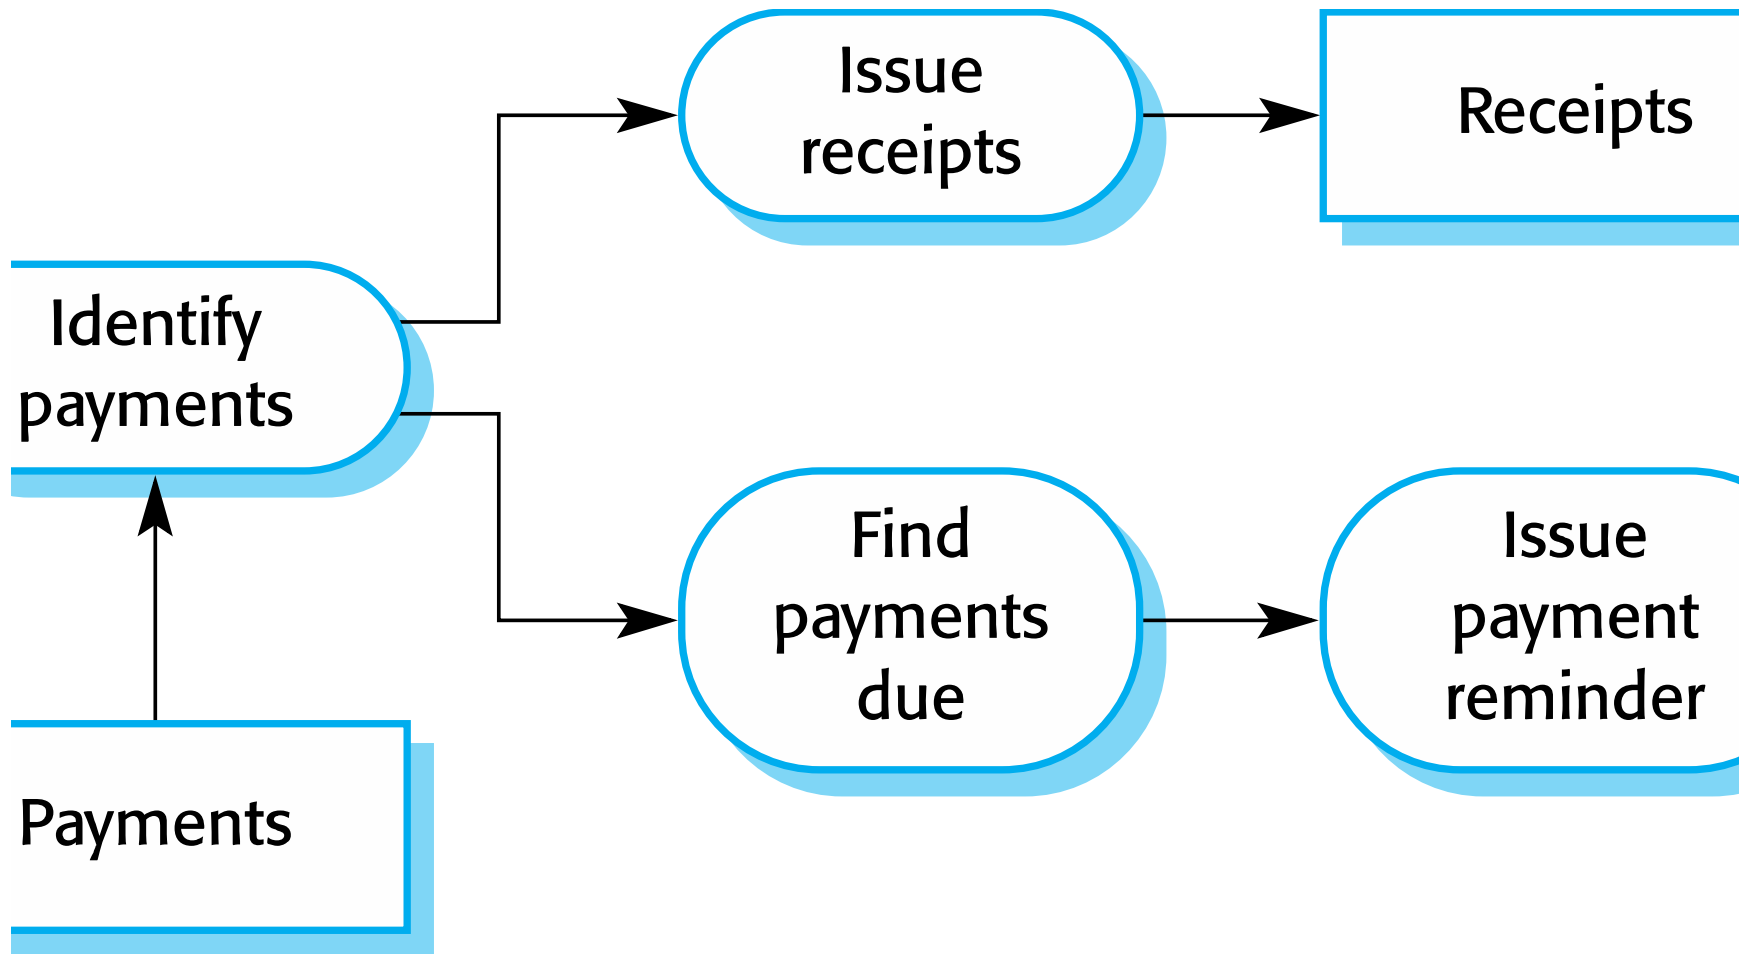 Issue
receipts
Receipts
Identify
payments
Find
payments
due
Issue
payment
reminder
Payments